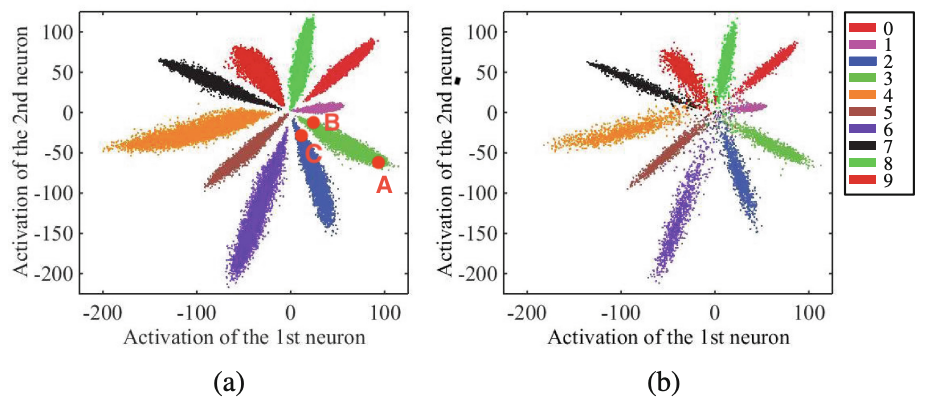 100
50
0
-50
-100
-150
-200
Activation of the 2nd neuron
B
C
A
-200 -100 0 100
Activation of the 1st neuron
(a)
100
50
0
-50
-100
-150
-200
Activation of the 2nd neuron
-200 -100 0 100
Activation of the 1st neuron
(b)
0
1
2
3
4
5
6
7
8
9